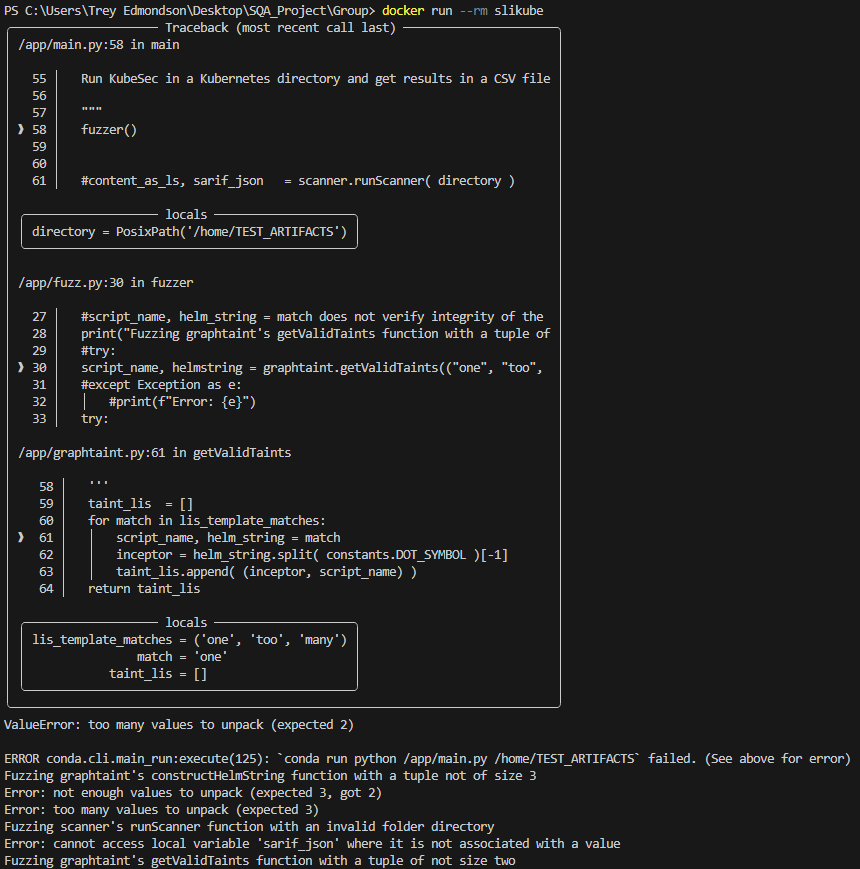 PS C:\Users\Trey Edmondson\Desktop\SQA_Project\Group> docker run --rm slikube
Traceback (most recent call last)
/app/main.py:58 in main
55 Run KubeSec in a Kubernetes directory and get results in a CSV file
56
57 """
❱ 58 fuzzer()
59
60
61 #content_as_ls, sarif_json = scanner.runScanner( directory )
locals
directory = PosixPath('/home/TEST_ARTIFACTS')
/app/fuzz.py:30 in fuzzer
27 #script_name, helm_string = match does not verify integrity of the
28 print("Fuzzing graphtaint's getValidTaints function with a tuple of
29 #try:
❱ 30 script_name, helmstring = graphtaint.getValidTaints(("one", "too",
31 #except Exception as e:
32 #print(f"Error: {e}")
33 try:
/app/graphtaint.py:61 in getValidTaints
58 '''
59 taint_lis = []
60 for match in lis_template_matches:
❱ 61 script_name, helm_string = match
62 inceptor = helm_string.split( constants.DOT_SYMBOL )[-1]
63 taint_lis.append( (inceptor, script_name) )
64 return taint_lis
locals
lis_template_matches = ('one', 'too', 'many')
match = 'one'
taint_lis = []
ValueError: too many values to unpack (expected 2)
ERROR conda.cli.main_run:execute(125): `conda run python /app/main.py /home/TEST_ARTIFACTS` failed. (See above for error)
Fuzzing graphtaint's constructHelmString function with a tuple not of size 3
Error: not enough values to unpack (expected 3, got 2)
Error: too many values to unpack (expected 3)
Fuzzing scanner's runScanner function with an invalid folder directory
Error: cannot access local variable 'sarif_json' where it is not associated with a value
Fuzzing graphtaint's getValidTaints function with a tuple of not size two